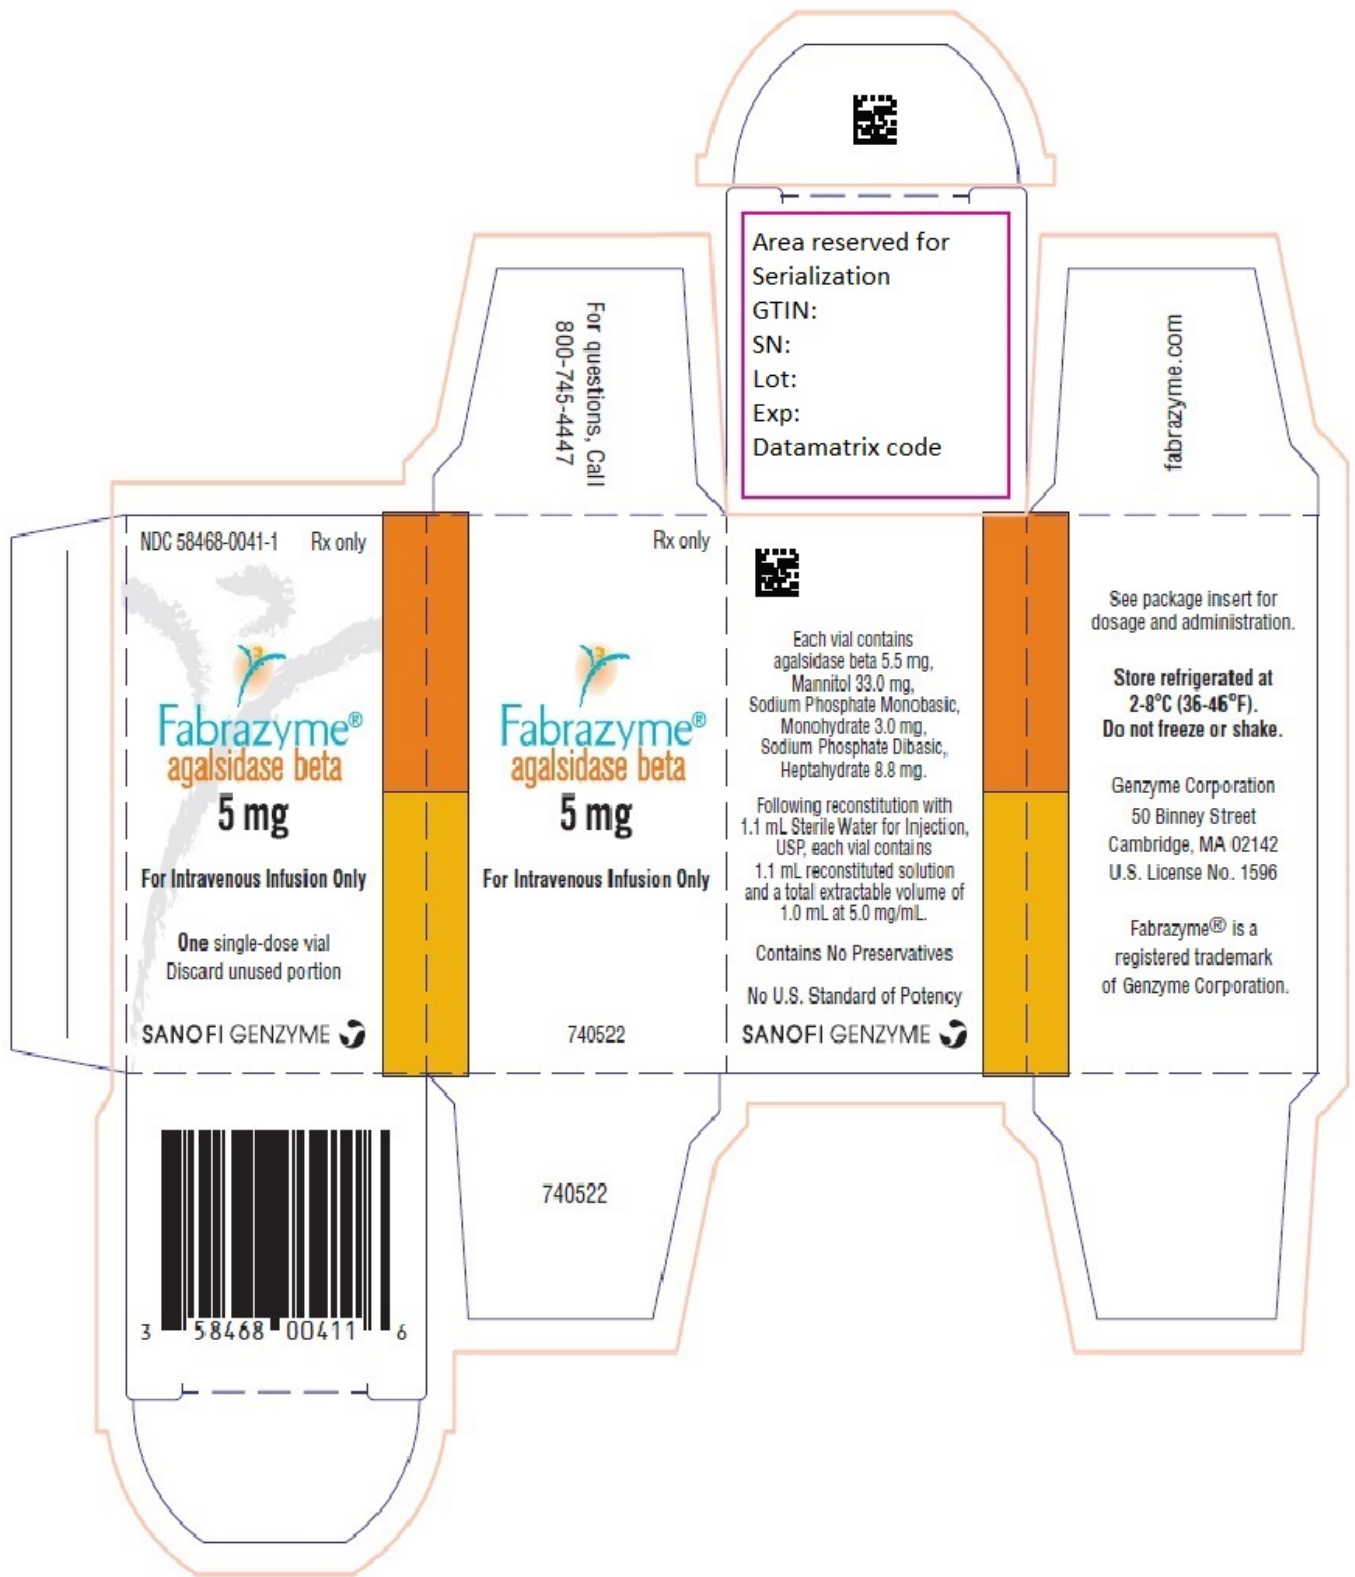 Area reserved for
Serialization
GTIN:
SN:
Lot:
Exp:
Datamatrix code
For questions, Call
800-745-4447
fabrazyme.com
NDC 58468-0041-1 Rx only
Fabrazyme®
agalsidase beta
5 mg
For Intravenous Infusion Only
One single-dose vial
Discard unused portion
SANOFI GENZYME
Rx only
Fabrazyme®
agalsidase beta
5 mg
For Intravenous Infusion Only
740522
Each vial contains
agalsidase beta 5.5 mg,
Mannitol 33.0 mg,
Sodium Phosphate Monobasic,
Monohydrate 3.0 mg,
Sodium Phosphate Dibasic,
Heptahydrate 8.8 mg.
Following reconstitution with
1.1 mL Sterile Water for Injection,
USP, each vial contains
1.1 mL reconstituted solution
and a total extractable volume of
1.0 mL at 5.0 mg/mL.
Contains No Preservatives
No U.S. Standard of Potency
SANOFI GENZYME
See package insert for
dosage and administration.
Store refrigerated at
2-8°C (36-46°F).
Do not freeze or shake.
Genzyme Corporation
50 Binney Street
Cambridge, MA 02142
U.S. License No. 1596
Fabrazyme® is a
registered trademark
of Genzyme Corporation.
3 58468 00411 6
740522